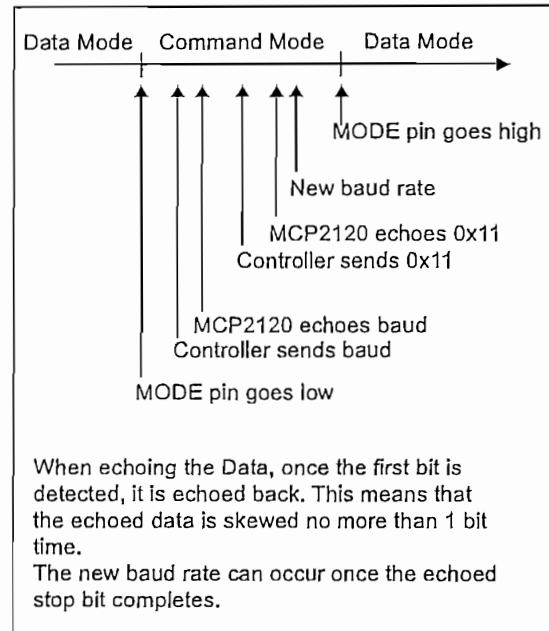 Data Mode Command Mode Data Mode
MODE pin goes high
New baud rate
MCP2120 echoes 0x11
Controller sends 0x11
MCP2120 echoes baud
Controller sends baud
MODE pin goes low
When echoing the Data, once the first bit is
detected, it is echoed back. This means that
the echoed data is skewed no more than 1 bit
time.
The new baud rate can occur once the echoed
stop bit completes.